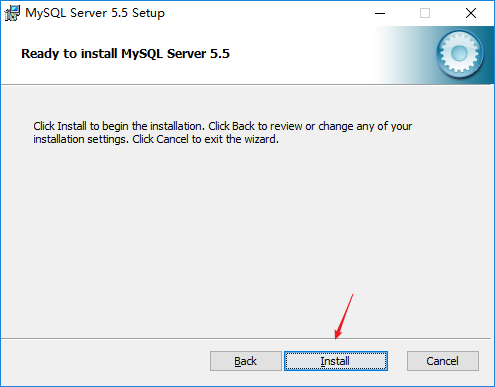 MySQL Server 5.5 Setup
Ready to install MySQL Server 5.5
Click Install to begin the installation. Click Back to review or change any of your
installation settings. Click Cancel to exit the wizard.
Back Install Cancel